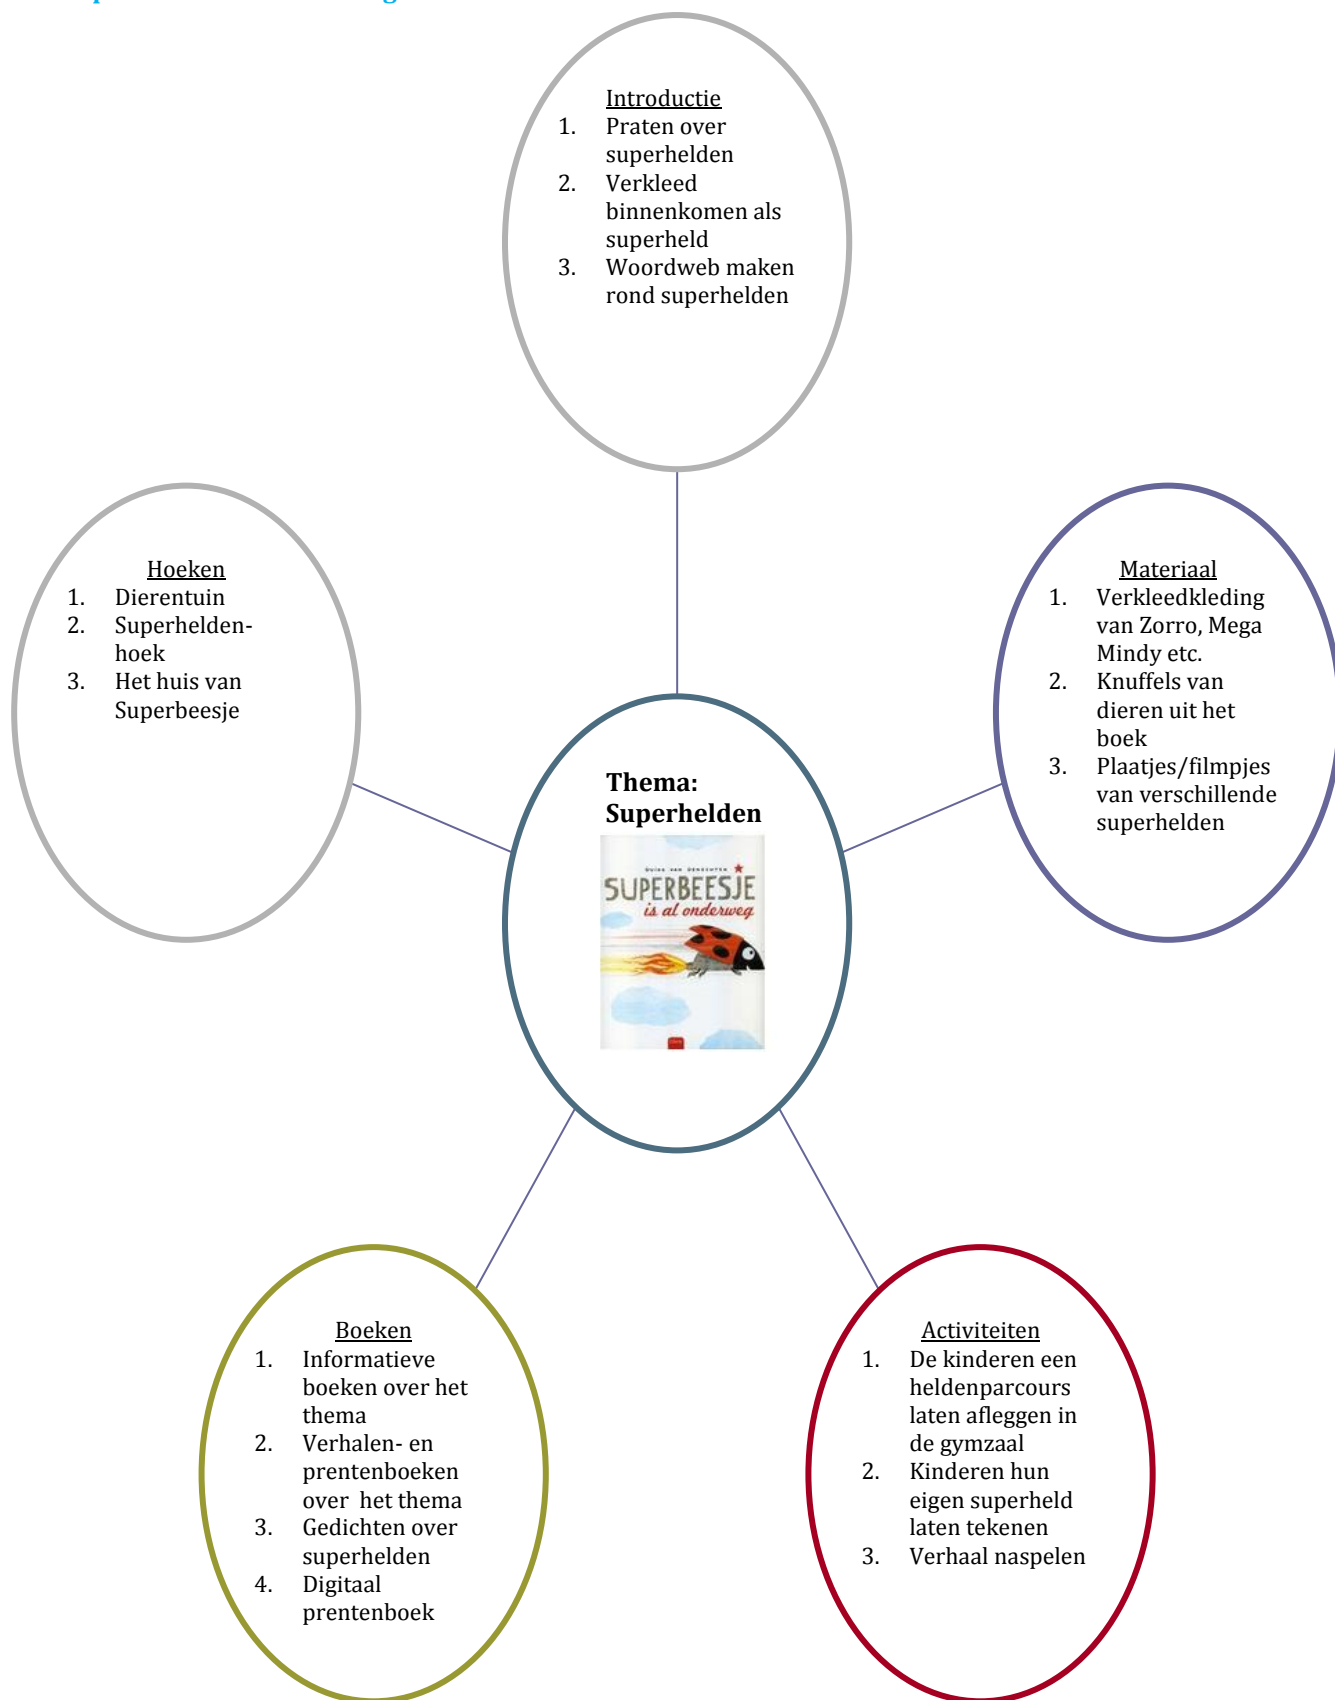 Introductie
1. Praten over
superhelden
2. Verkleed
binnenkomen als
superheld
3. Woordweb maken
rond superhelden
Hoeken
1. Dierentuin
2. Superhelden-
hoek
3. Het huis van
Superbeesje
Materiaal
1. Verkleedkleding
van Zorro, Mega
Mindy etc.
2. Knuffels van
dieren uit het
boek
3. Plaatjes/filmpjes
van verschillende
superhelden
Thema:
Superhelden
SUPERBEESJE
is al onderweg
Boeken
1. Informatieve
boeken over het
thema
2. Verhalen- en
prentenboeken
over het thema
3. Gedichten over
superhelden
4. Digitaal
prentenboek
Activiteiten
1. De kinderen een
heldenparcours
laten afleggen in
de gymzaal
2. Kinderen hun
eigen superheld
laten tekenen
3. Verhaal naspelen